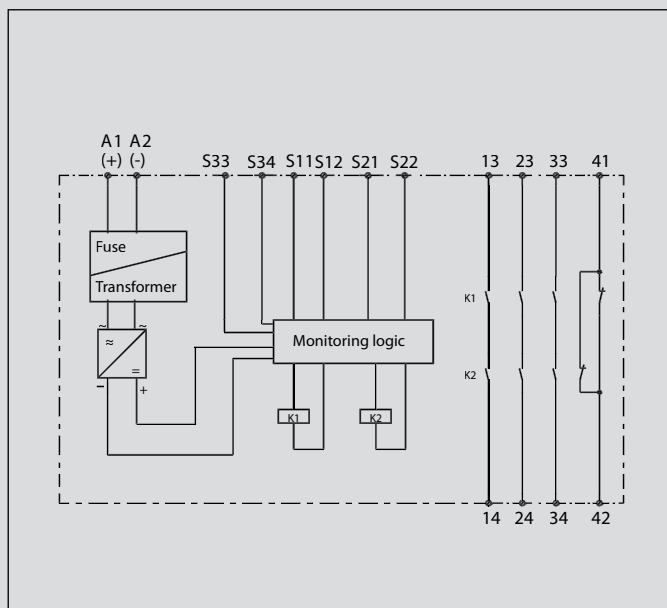 A1 A2
(+) (-) S33 S34 S11 S12 S21 S22 13 23 33 41
Fuse
Transformer
≈ ≈
≈
=
− +
Monitoring logic
K1
K2
K1 K2
14 24 34 42